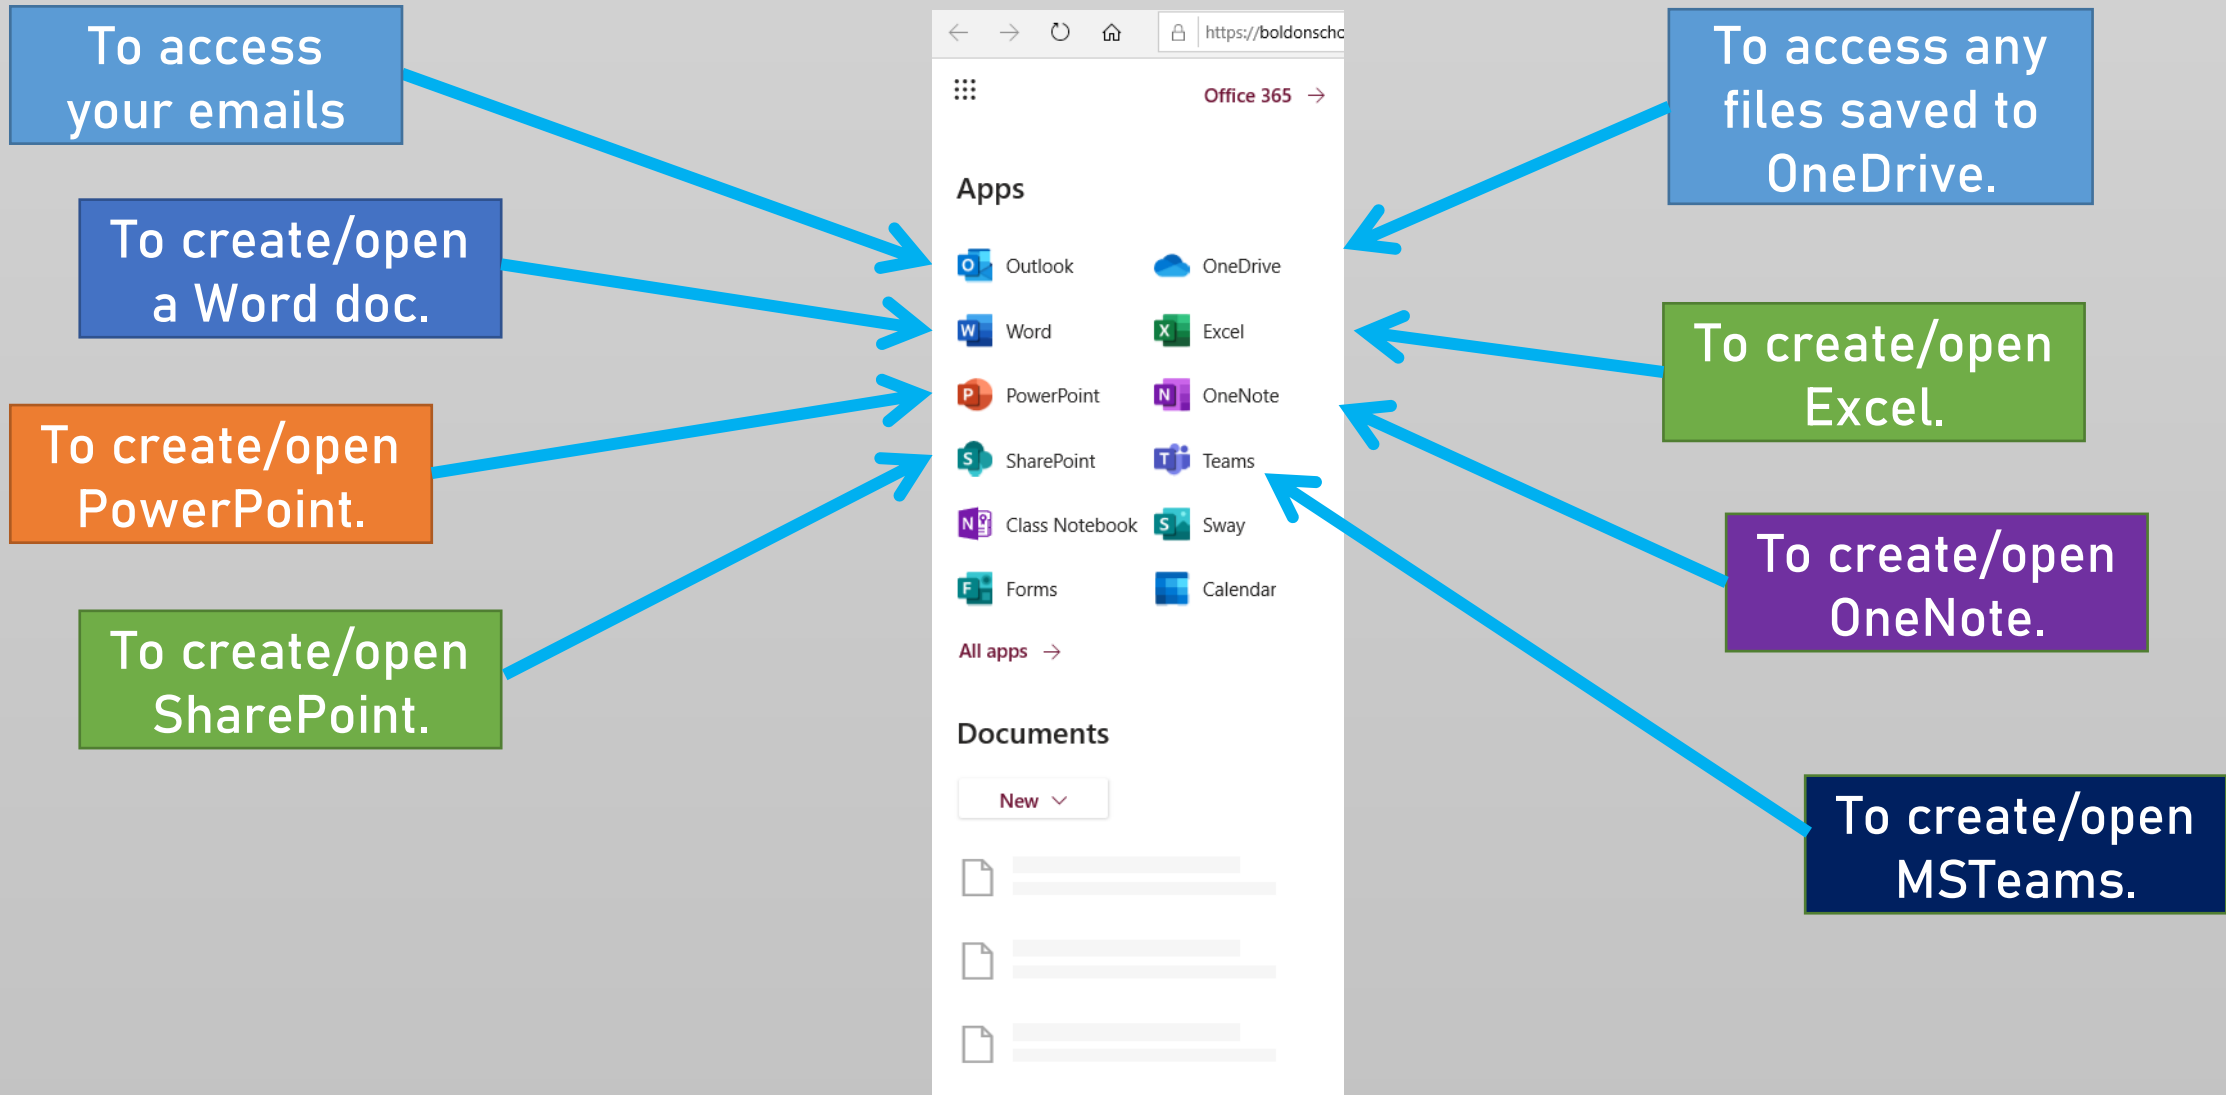 To access
your emails
To create/open
a Word doc.
To create/open
PowerPoint.
To create/open
SharePoint.
https://boldonscho
Office 365
Apps
Outlook
OneDrive
Word
Excel
PowerPoint
OneNote
SharePoint
Teams
Class Notebook
Sway
Forms
Calendar
All apps
Documents
New
To access any
files saved to
OneDrive.
To create/open
Excel.
To create/open
OneNote.
To create/open
MSTeams.